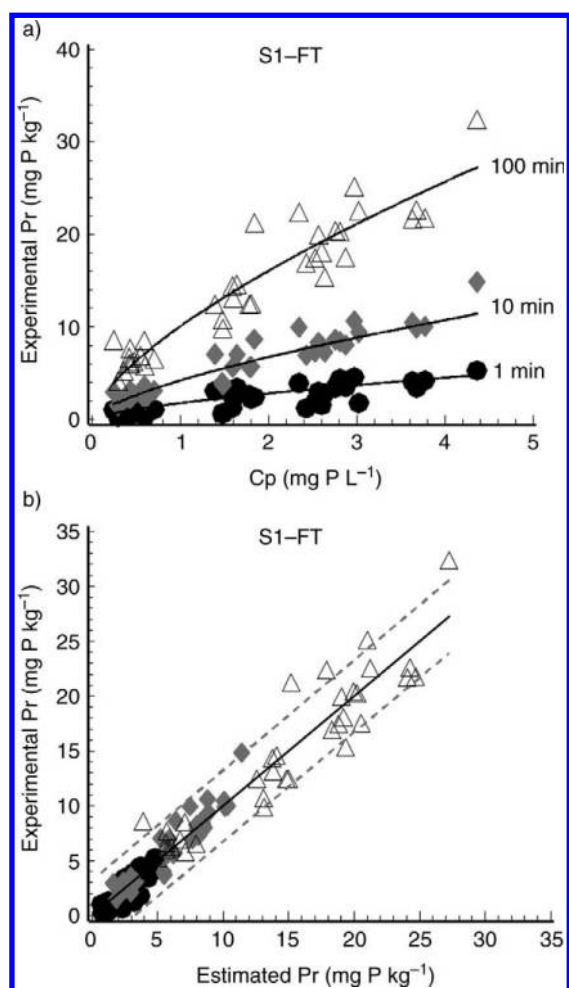 a)
S1–FT
40
30
20
10
0
Experimental Pr (mg P kg⁻¹)
100 min
10 min
1 min
0 1 2 3 4 5
Cp (mg P L⁻¹)
b)
S1–FT
35
30
25
20
15
10
5
0
Experimental Pr (mg P kg⁻¹)
0 5 10 15 20 25 30 35
Estimated Pr (mg P kg⁻¹)